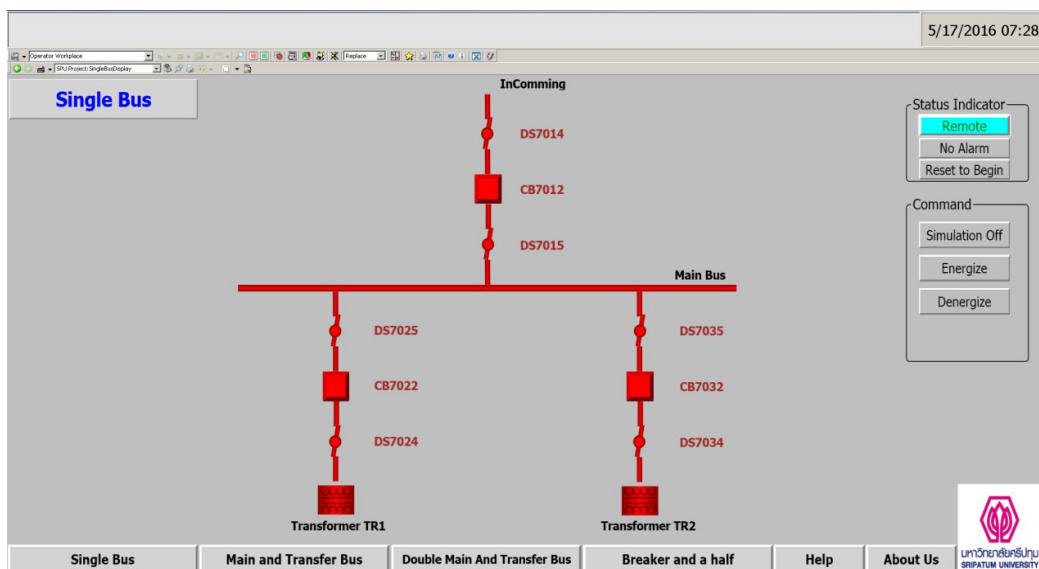 5/17/2016 07:28
Operator Workplace
Replace
SPU Project:SingleBusDisplay
Single Bus
InComming
DS7014
CB7012
DS7015
Main Bus
DS7025
CB7022
DS7024
Transformer TR1
DS7035
CB7032
DS7034
Transformer TR2
Status Indicator
Remote
No Alarm
Reset to Begin
Command
Simulation Off
Energize
Denergize
Single Bus
Main and Transfer Bus
Double Main And Transfer Bus
Breaker and a half
Help
About Us
มหาวิทยาลัยศรีปทุม
SRIPATUM UNIVERSITY